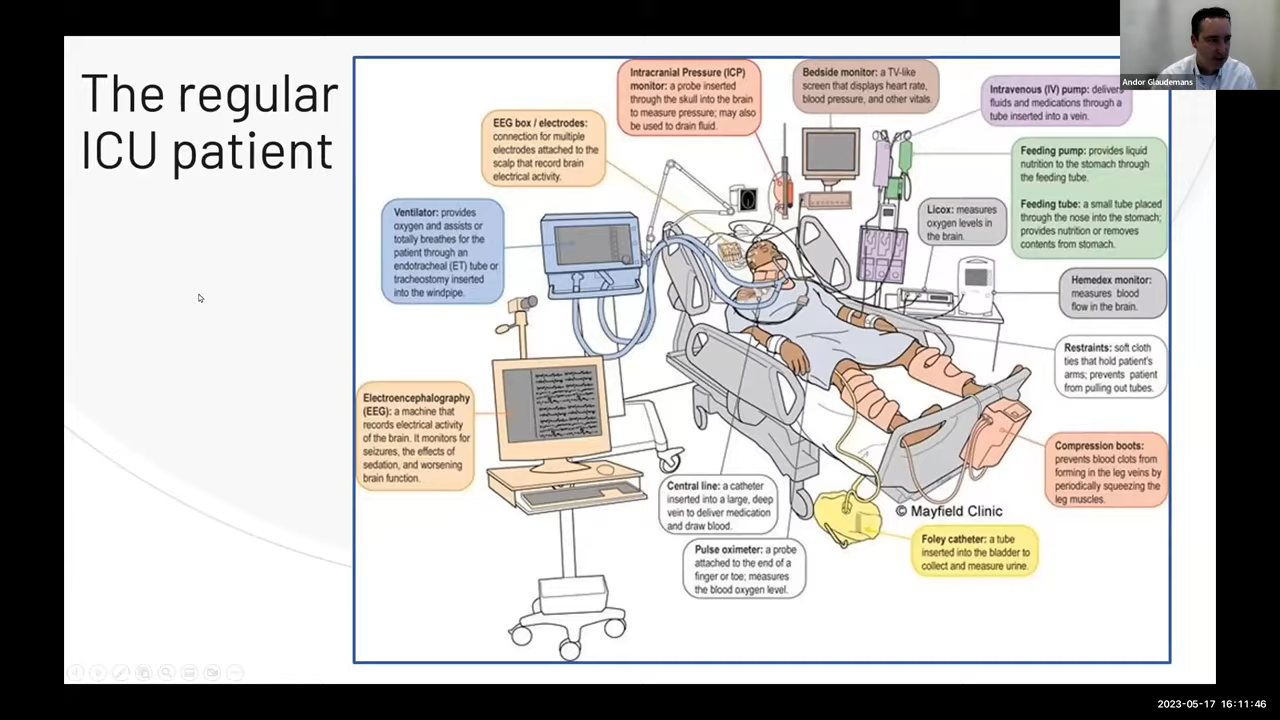 The regular
ICU patient
Intracranial Pressure (ICP)
monitor: a probe inserted
through the skull into the brain
to measure pressure; may also
be used to drain fluid.
Bedside monitor: a TV-like
screen that displays heart rate,
blood pressure, and other vitals.
Andor Glaudemans
Intravenous (IV) pump: delivers
fluids and medications through a
tube inserted into a vein.
EEG box / electrodes:
connection for multiple
electrodes attached to the
scalp that record brain
electrical activity.
Feeding pump: provides liquid
nutrition to the stomach through
the feeding tube.
Feeding tube: a small tube placed
through the nose into the stomach;
provides nutrition or removes
contents from stomach.
Ventilator: provides
oxygen and assists or
totally breathes for the
patient through an
endotracheal (ET) tube or
tracheostomy inserted
into the windpipe.
Licox: measures
oxygen levels in
the brain.
Hemedex monitor:
measures blood
flow in the brain.
Restraints: soft cloth
ties that hold patient's
arms; prevents patient
from pulling out tubes.
Electroencephalography
(EEG): a machine that
records electrical activity
of the brain. It monitors for
seizures, the effects of
sedation, and worsening
brain function.
Compression boots:
prevents blood clots from
forming in the leg veins by
periodically squeezing the
leg muscles.
Central line: a catheter
inserted into a large, deep
vein to deliver medication
and draw blood.
© Mayfield Clinic
Foley catheter: a tube
inserted into the bladder to
collect and measure urine.
Pulse oximeter: a probe
attached to the end of a
finger or toe; measures
the blood oxygen level.
2023-05-17 16:11:46